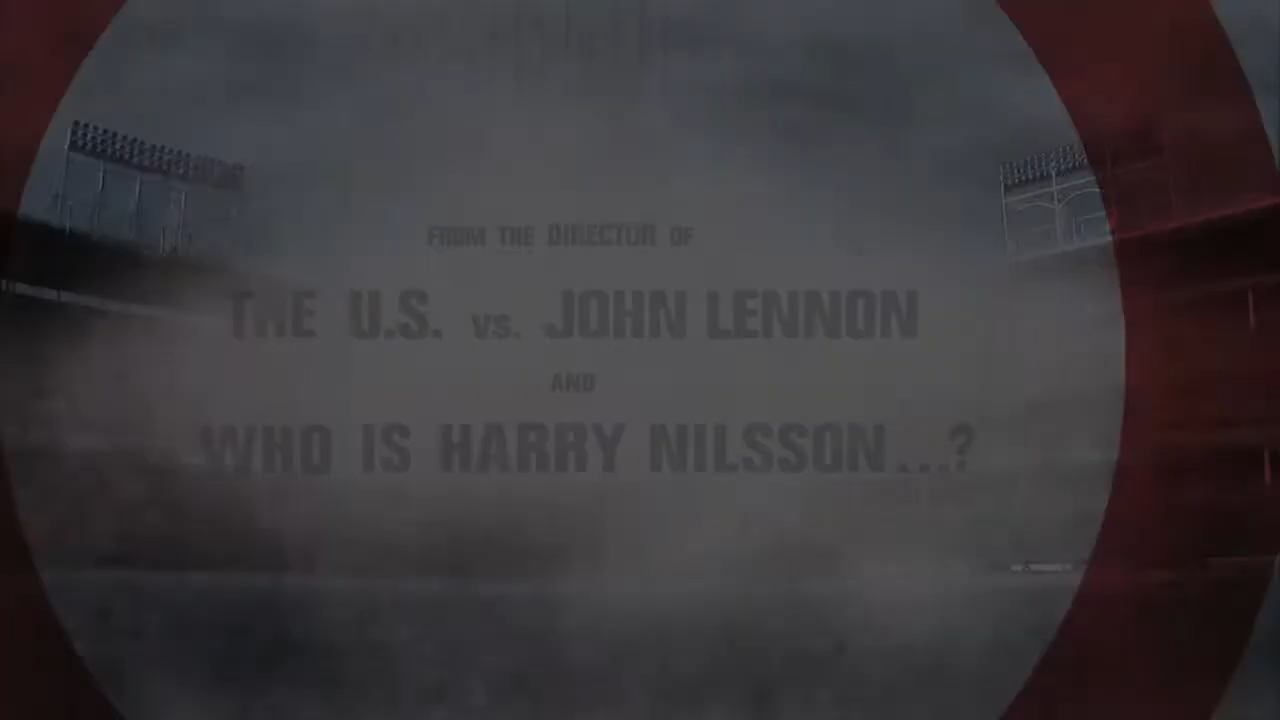 FROM THE DIRECTOR OF
THE U.S. vs. JOHN LENNON
AND
WHO IS HARRY NILSSON...?